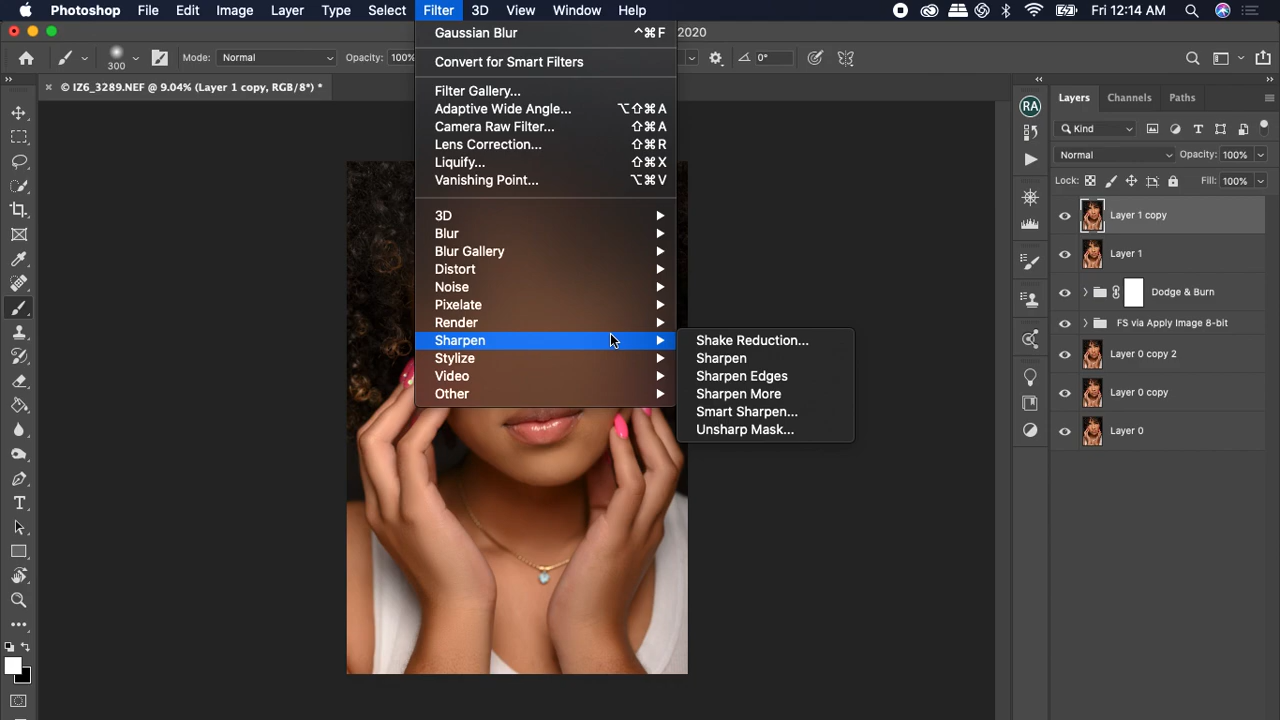 Photoshop File Edit Image Layer Type Select Filter 3D View Window Help Fri 12:14 AM
2020
300 Mode: Normal Opacity: 100% 0°
× © IZ6_3289.NEF @ 9.04% (Layer 1 copy, RGB/8*) *
Gaussian Blur ^⌘F
Convert for Smart Filters
Filter Gallery...
Adaptive Wide Angle... ⌥⇧⌘A
Camera Raw Filter... ⇧⌘A
Lens Correction... ⇧⌘R
Liquify... ⇧⌘X
Vanishing Point... ⌥⌘V
3D
Blur
Blur Gallery
Distort
Noise
Pixelate
Render
Sharpen
Stylize
Video
Other
Shake Reduction...
Sharpen
Sharpen Edges
Sharpen More
Smart Sharpen...
Unsharp Mask...
RA
Layers Channels Paths
Kind
Normal Opacity: 100%
Lock: Fill: 100%
Layer 1 copy
Layer 1
Dodge & Burn
FS via Apply Image 8-bit
Layer 0 copy 2
Layer 0 copy
Layer 0